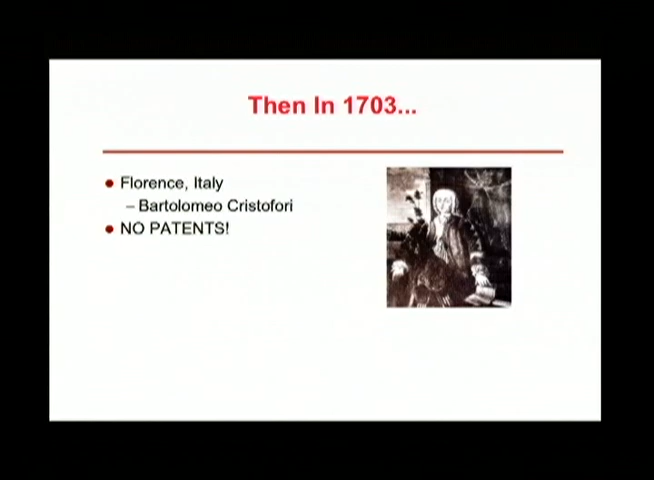 Then In 1703...
Florence, Italy
– Bartolomeo Cristofori
NO PATENTS!